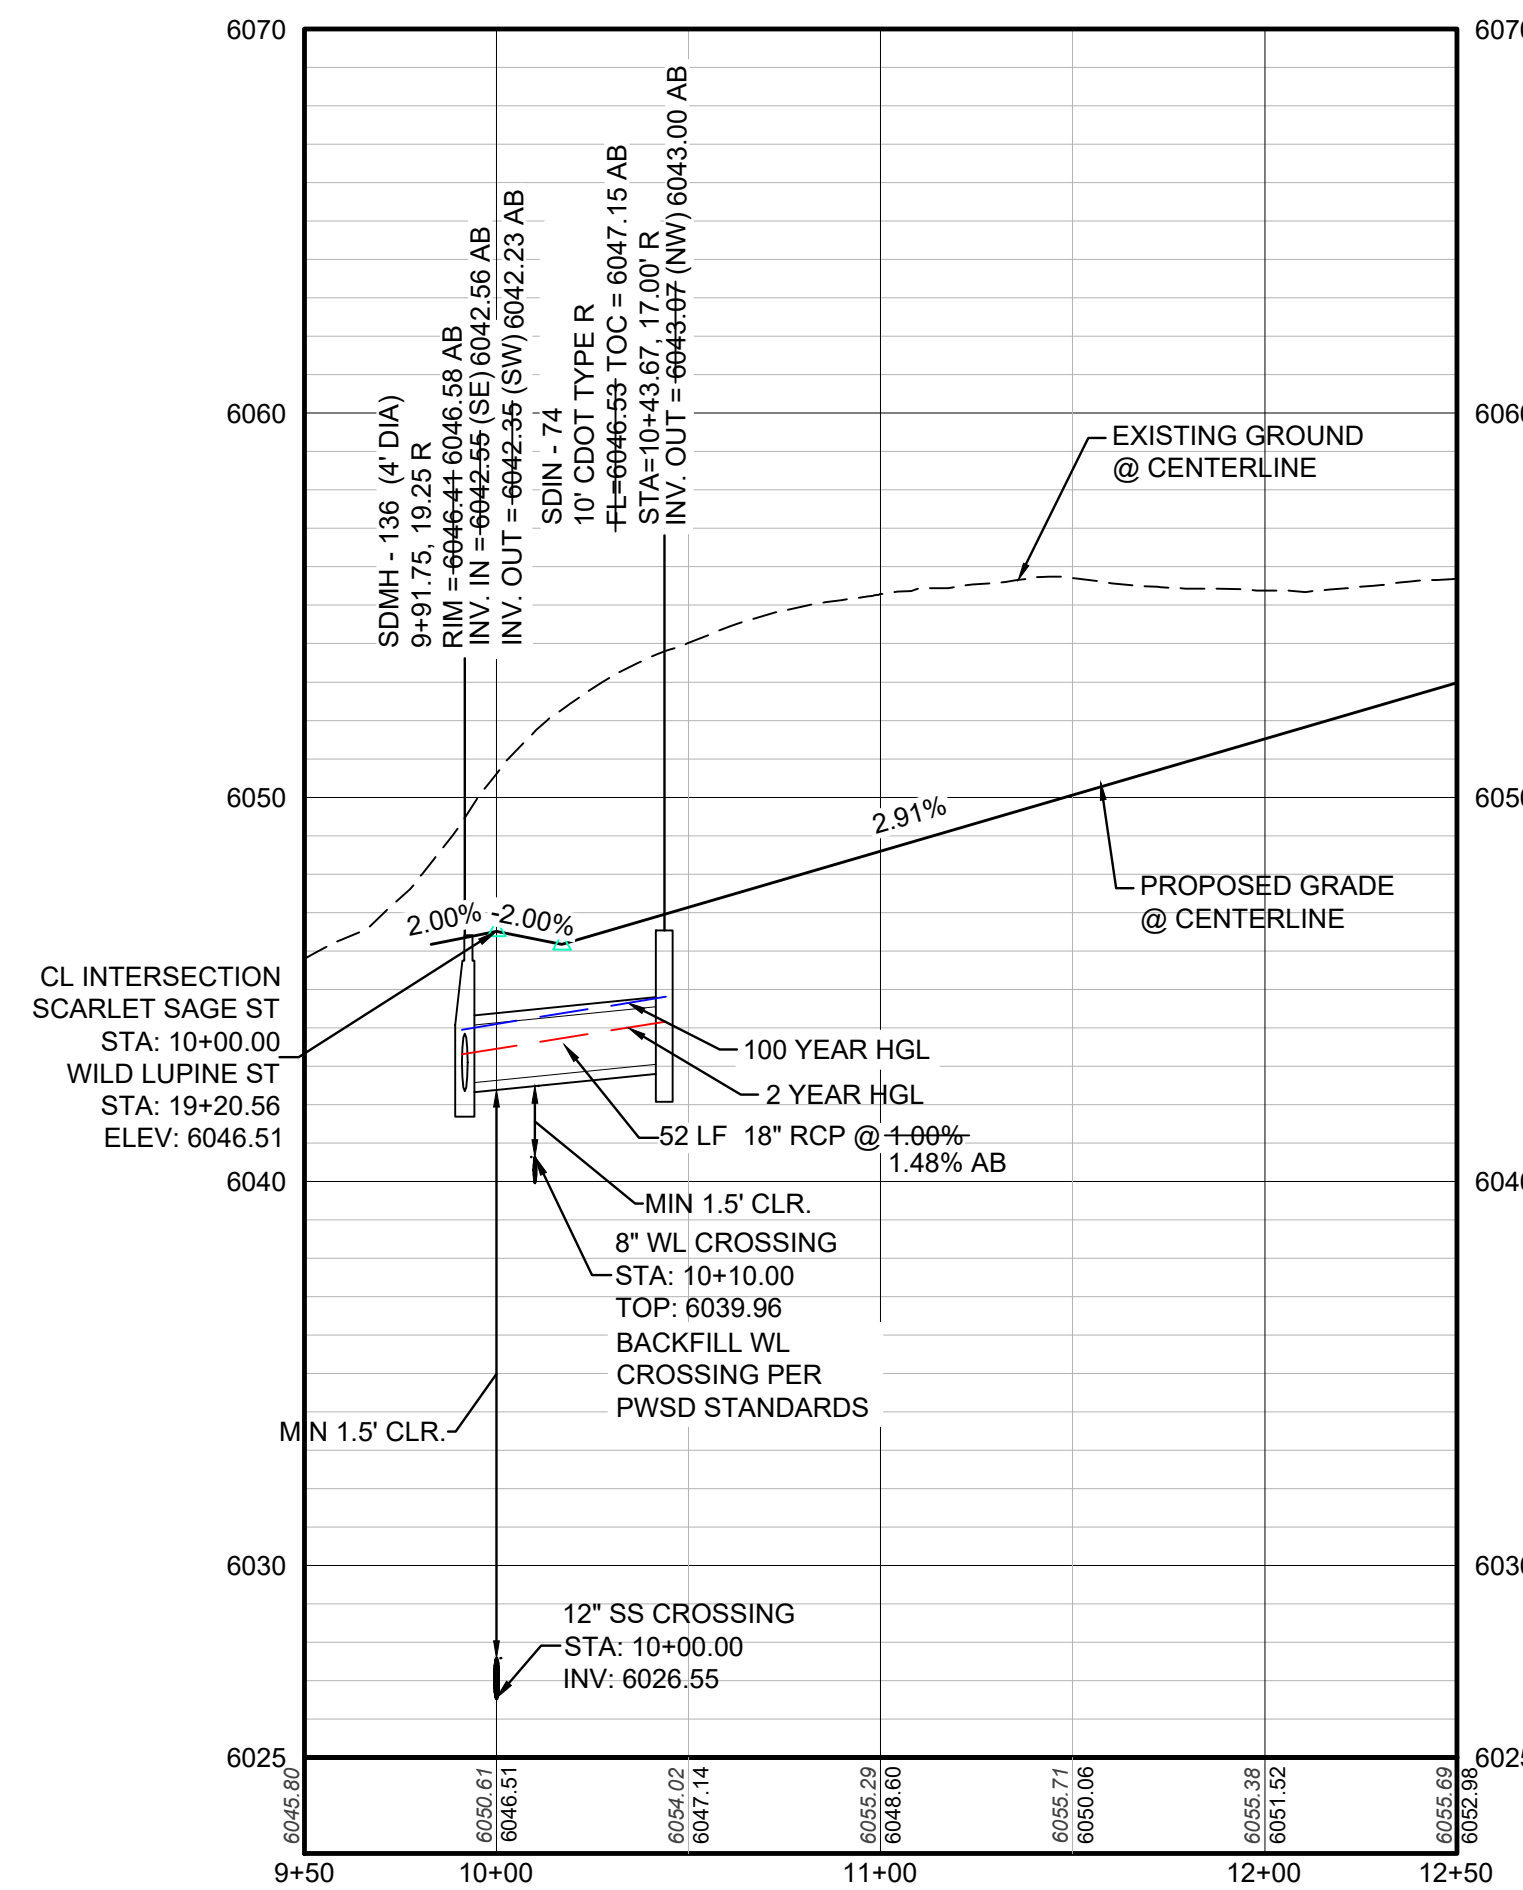 6070
6070
6060
6060
6050
6050
6040
6040
6030
6030
6025
6025
SDMH - 136  (4' DIA)
9+91.75, 19.25 R
RIM = 6046.41 6046.58 AB
INV. IN = 6042.55 (SE) 6042.56 AB
INV. OUT = 6042.35 (SW) 6042.23 AB
SDIN - 74
10' CDOT TYPE R
FL=6046.53 TOC = 6047.15 AB
STA=10+43.67, 17.00' R
INV. OUT = 6043.07 (NW) 6043.00 AB
EXISTING GROUND
@ CENTERLINE
2.91%
PROPOSED GRADE
@ CENTERLINE
2.00%
-2.00%
CL INTERSECTION
SCARLET SAGE ST
STA: 10+00.00
WILD LUPINE ST
STA: 19+20.56
ELEV: 6046.51
100 YEAR HGL
2 YEAR HGL
52 LF  18" RCP @ 1.00%
1.48% AB
MIN 1.5' CLR.
8" WL CROSSING
STA: 10+10.00
TOP: 6039.96
BACKFILL WL
CROSSING PER
PWSD STANDARDS
MIN 1.5' CLR.
12" SS CROSSING
STA: 10+00.00
INV: 6026.55
6045.80
6050.61
6046.51
6054.02
6047.14
6055.29
6048.60
6055.71
6050.06
6055.38
6051.52
6055.69
6052.98
9+50
10+00
11+00
12+00
12+50